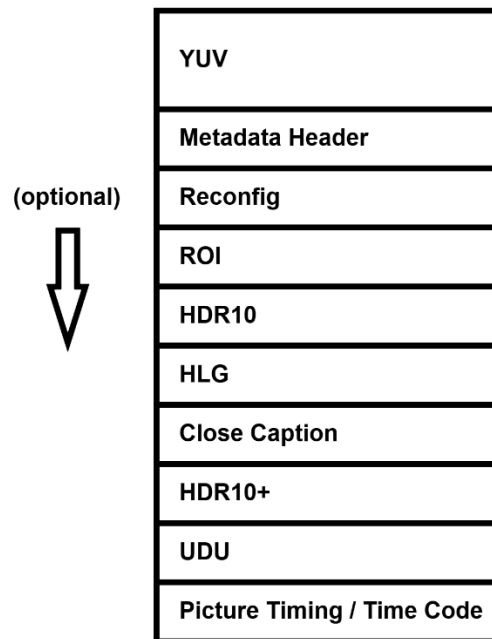 YUV
Metadata Header
(optional)
Reconfig
ROI
HDR10
HLG
Close Caption
HDR10+
UDU
Picture Timing / Time Code